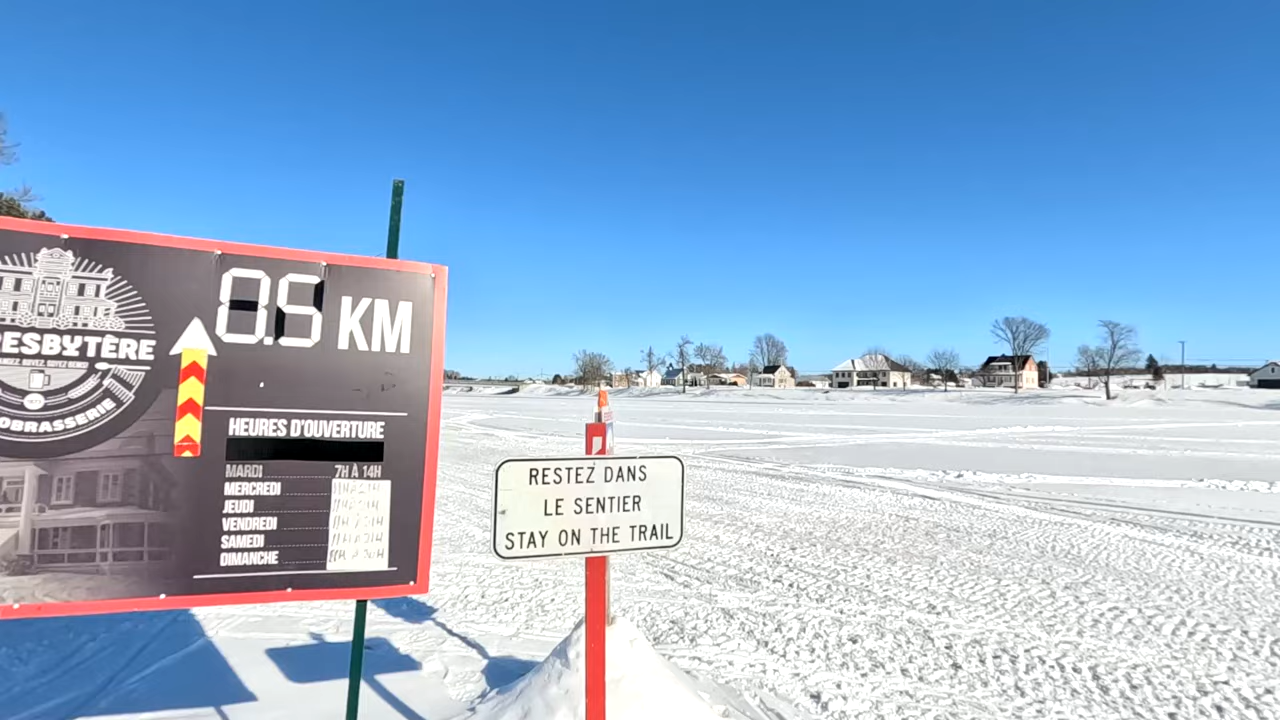 RESBYTÈRE
OBRASSERIE
8.5 KM
HEURES D'OUVERTURE
MARDI 7H À 14H
MERCREDI
JEUDI
VENDREDI
SAMEDI
DIMANCHE
RESTEZ DANS
LE SENTIER
STAY ON THE TRAIL